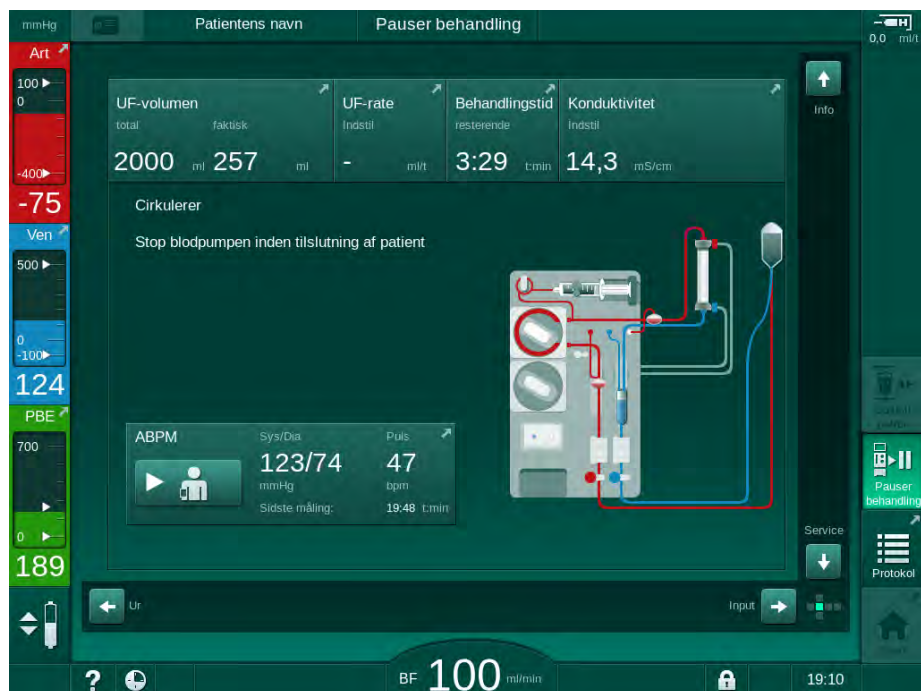 mmHg
Patientens navn
Pauser behandling
0,0 ml/t
Art
100
0
-400
-75
Ven
500
0
-100
124
PBE
700
0
189
UF-volumen
total faktisk
2000 ml 257 ml
UF-rate
Indstil
- ml/t
Behandlingstid
resterende
3:29 t:min
Konduktivitet
Indstil
14,3 mS/cm
Info
Cirkulerer
Stop blodpumpen inden tilslutning af patient
ABPM
Sys/Dia
Puls
123/74
47
mmHg
bpm
Sidste måling:
19:48 t:min
Pauser
behandling
Protokol
Service
Ur
Input
?
BF 100 ml/min
19:10